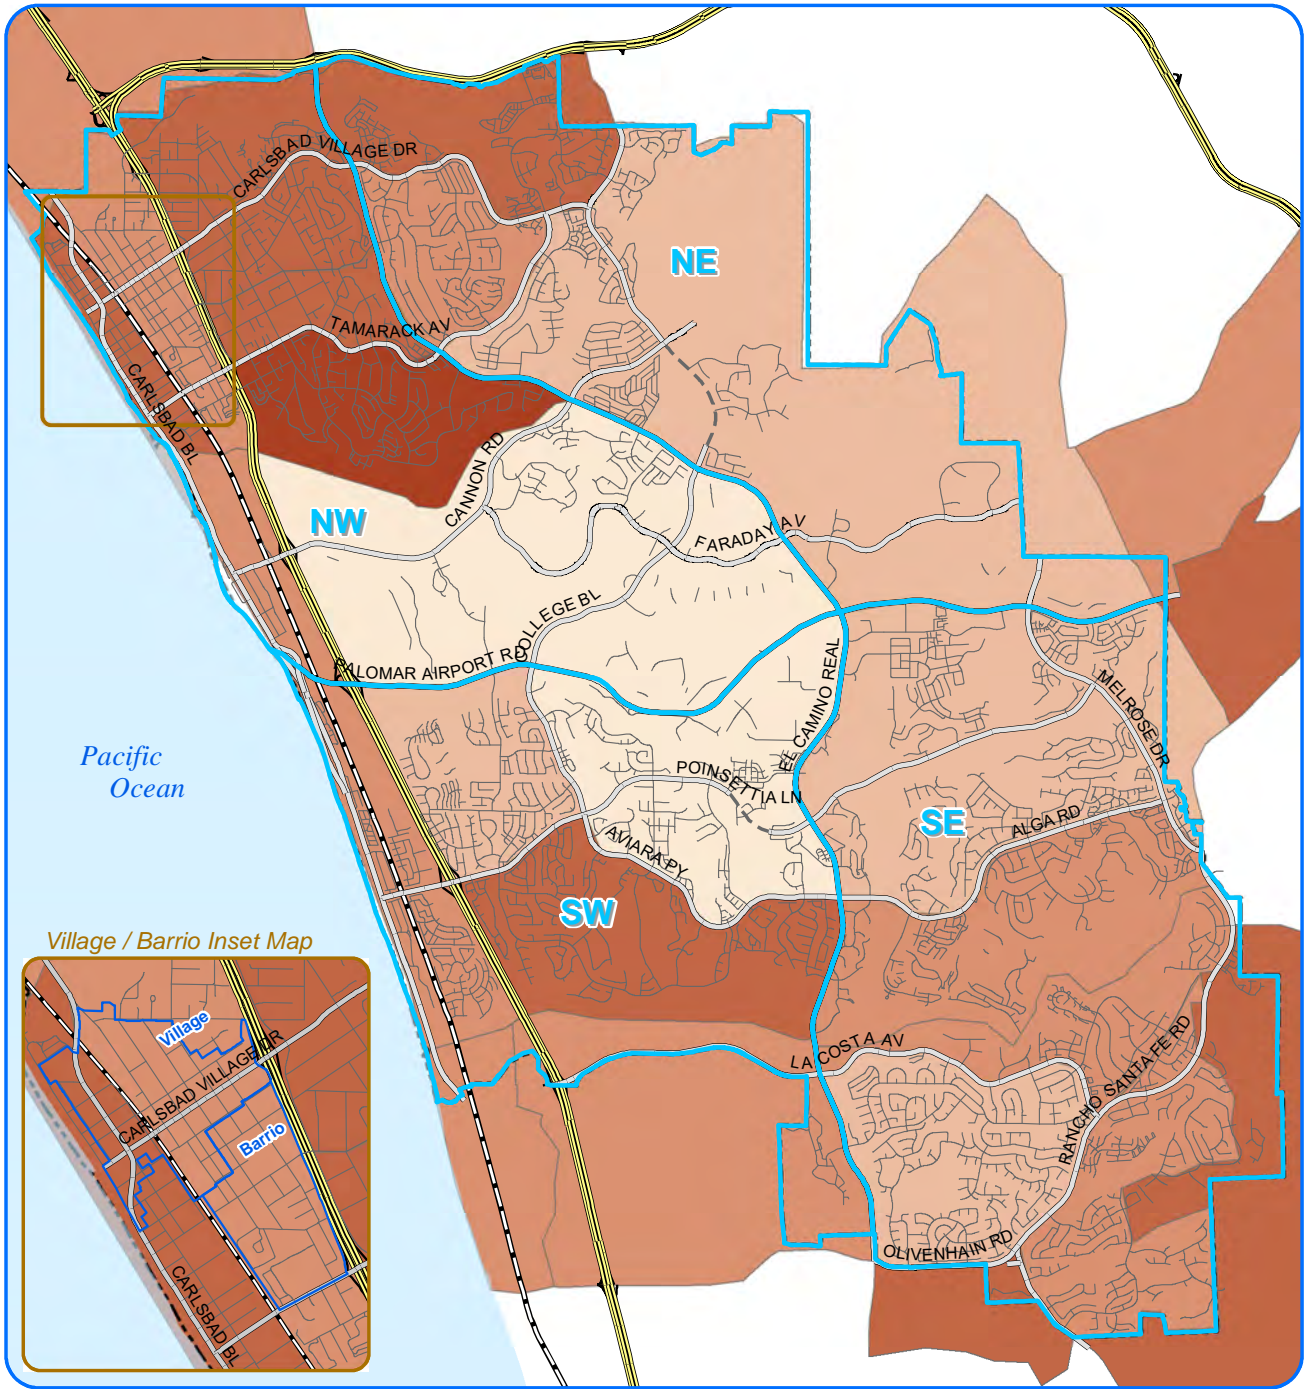 CARLSBAD VILLAGE DR
NE
TAMARACK AV
CARLSBAD BL
CANNON RD
NW
FARADAY AV
COLLEGE BL
PALOMAR AIRPORT RD
EL CAMINO REAL
MELROSE DR
Pacific
Ocean
POINSETTIA LN
SE
ALGA RD
AVIARA PY
SW
Village / Barrio Inset Map
Village
CARLSBAD VILLAGE DR
Barrio
CARLSBAD BL
LA COSTA AV
RANCHO SANTA FE RD
OLIVENHAIN RD